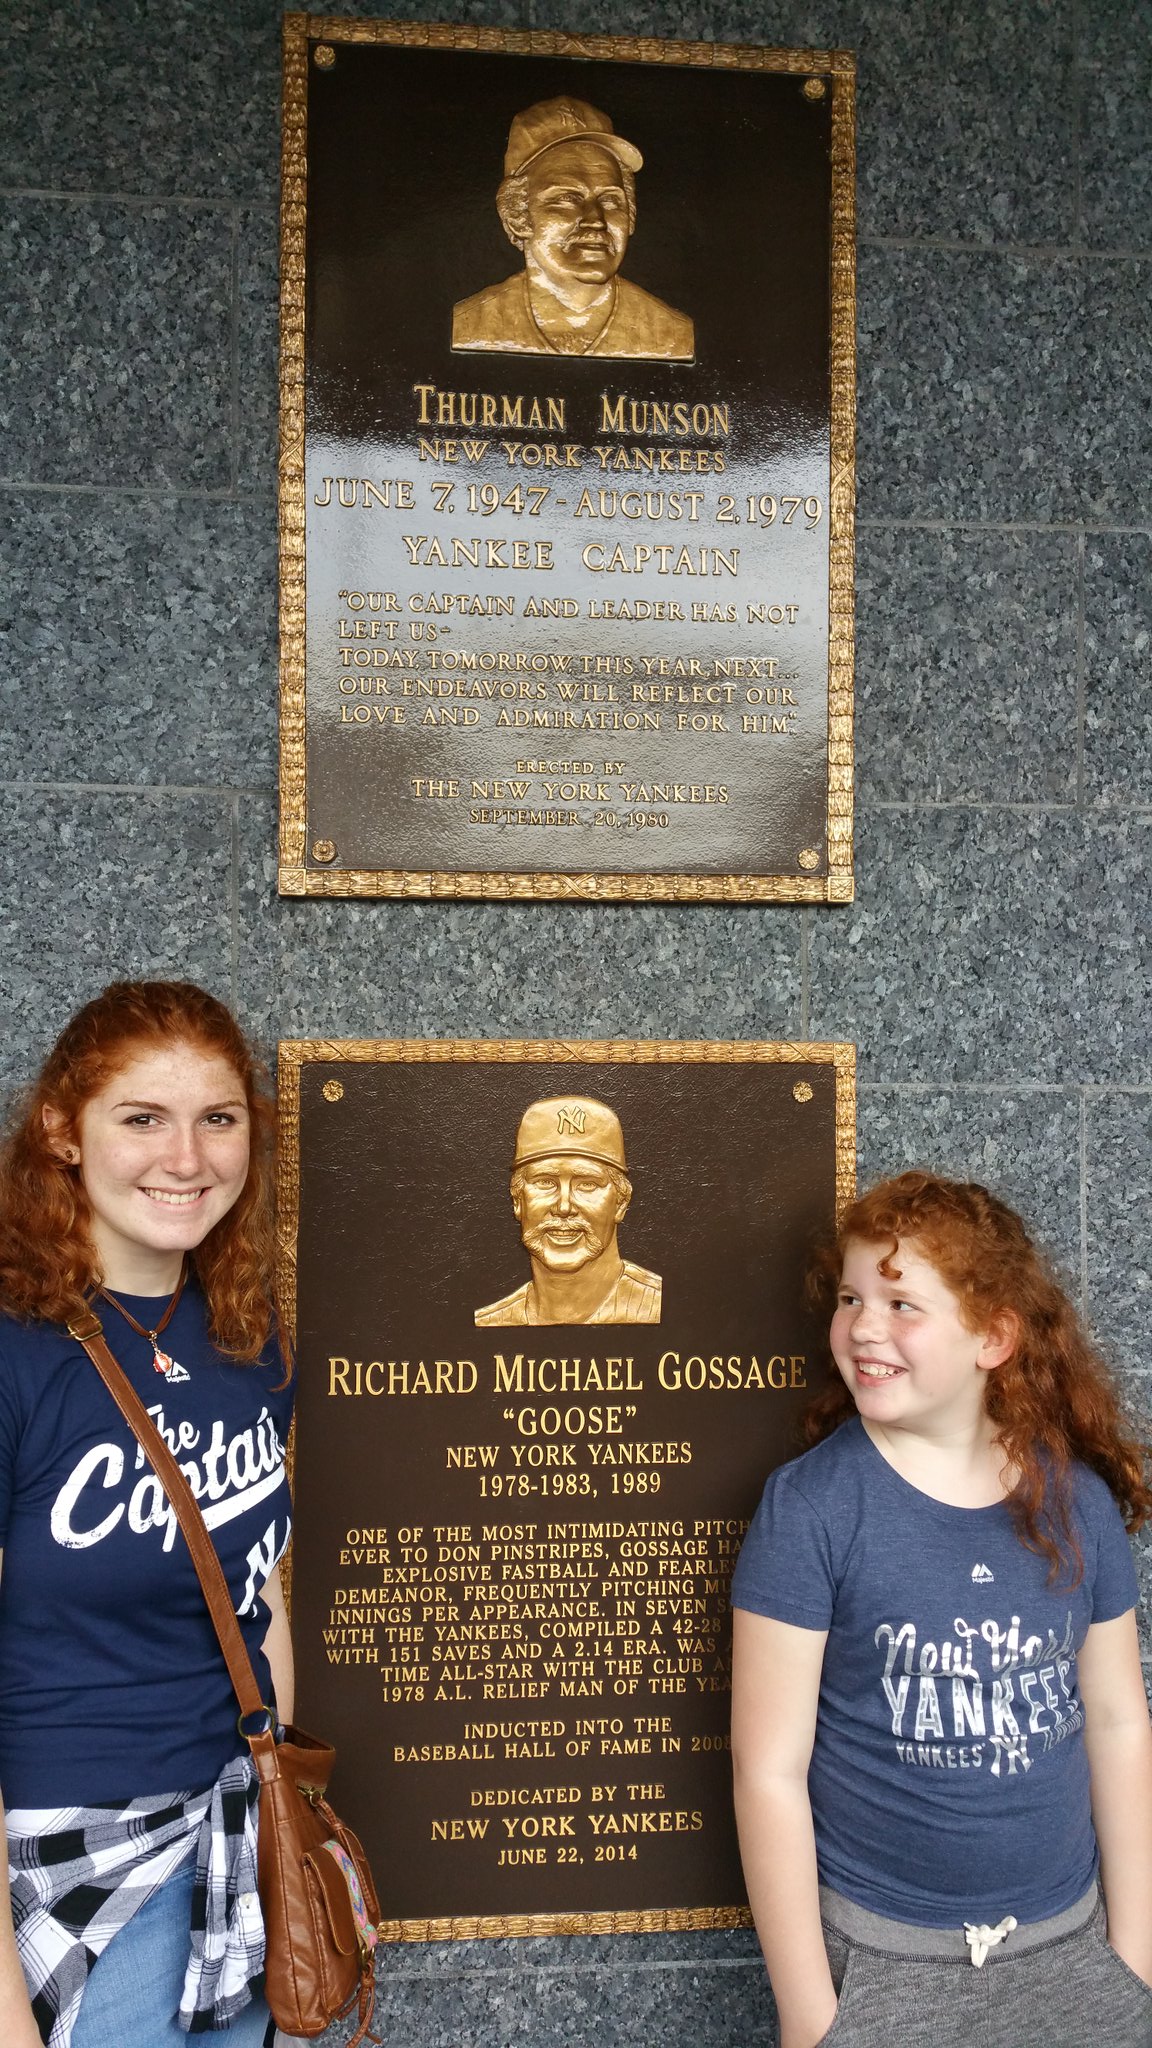 THURMAN MUNSON
NEW YORK YANKEES
JUNE 7, 1947 - AUGUST 2, 1979
YANKEE CAPTAIN
"OUR CAPTAIN AND LEADER HAS NOT
LEFT US-
TODAY, TOMORROW, THIS YEAR, NEXT...
OUR ENDEAVORS WILL REFLECT OUR
LOVE AND ADMIRATION FOR HIM."
ERECTED BY
THE NEW YORK YANKEES
SEPTEMBER 20, 1980
NY
RICHARD MICHAEL GOSSAGE
"GOOSE"
NEW YORK YANKEES
1978-1983, 1989
ONE OF THE MOST INTIMIDATING
EVER TO DON PINSTRIPES, GOSSAGE
EXPLOSIVE FASTBALL AND
DEMEANOR, FREQUENTLY PITCHING
INNINGS PER APPEARANCE. IN SEVEN
WITH THE YANKEES, COMPILED A 42-28
WITH 151 SAVES AND A 2.14 ERA. WAS
TIME ALL-STAR WITH THE CLUB
1978 A.L. RELIEF MAN OF THE
INDUCTED INTO THE
BASEBALL HALL OF FAME IN 2008
DEDICATED BY THE
NEW YORK YANKEES
JUNE 22, 2014
Majestic
The
Captain
Majestic
New York
YANKEES
YANKEES NY